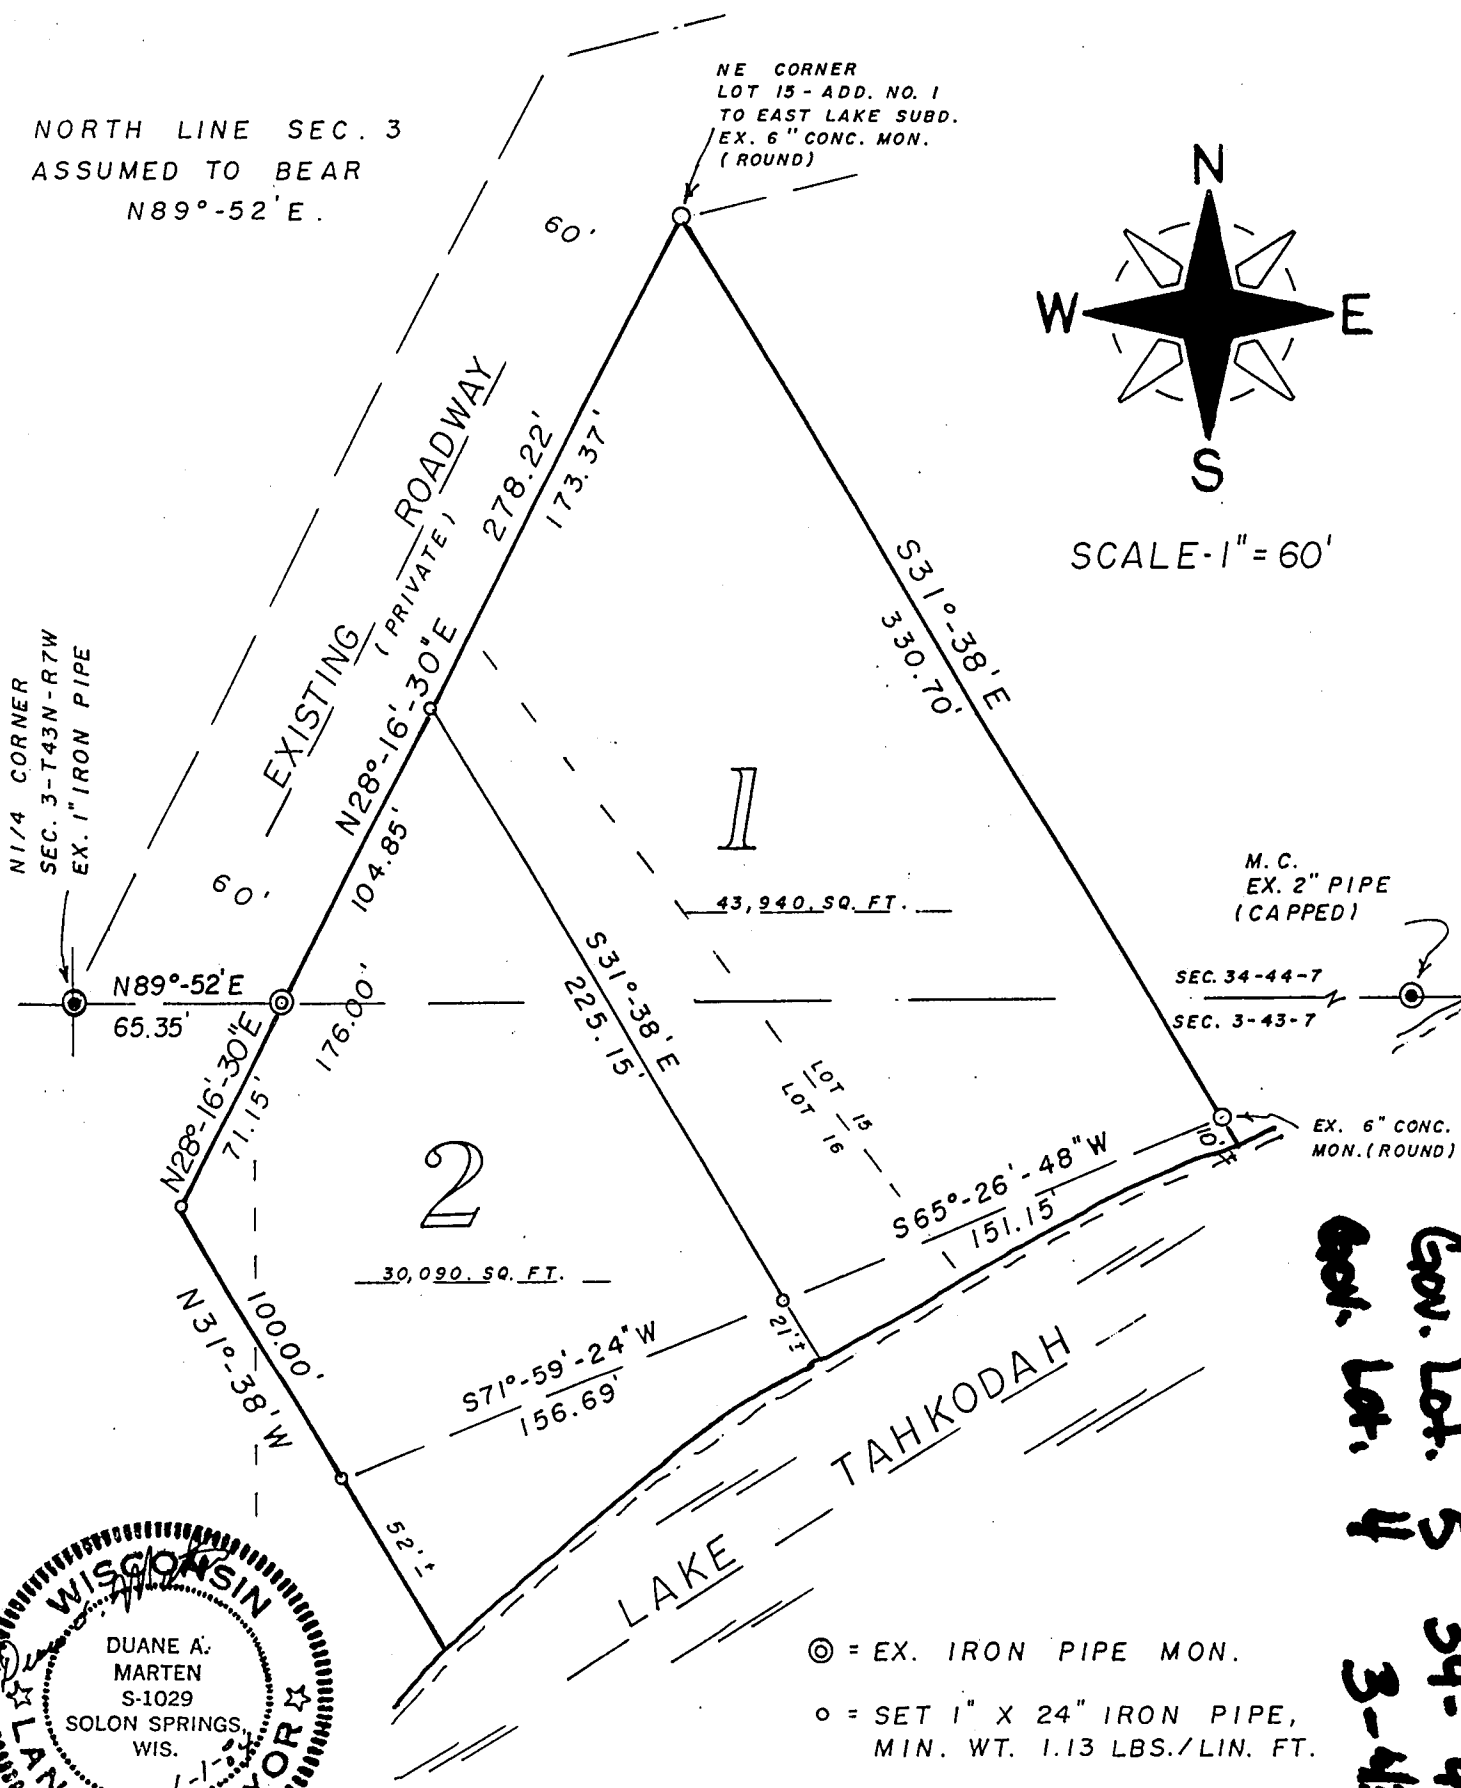 NORTH LINE SEC. 3
ASSUMED TO BEAR
N89°-52'E.
NE CORNER
LOT 15 - ADD. NO. 1
TO EAST LAKE SUBD.
EX. 6" CONC. MON.
(ROUND)
60'
N
W
E
S
SCALE-1"=60'
EXISTING ROADWAY
(PRIVATE)
278.22'
173.37'
S31°-38'E
330.70'
N1/4 CORNER
SEC. 3-T43N-R7W
EX. 1" IRON PIPE
N28°-16'-30"E
104.85'
60'
1
43,940. SQ. FT.
M.C.
EX. 2" PIPE
(CAPPED)
N89°-52'E
65.35'
176.00'
S31°-38'E
225.15'
SEC. 34-44-7
SEC. 3-43-7
N28°-16'-30"E
71.15'
LOT 15
LOT 16
EX. 6" CONC.
MON. (ROUND)
10'±
2
30,090. SQ. FT.
S65°-26'-48"W
151.15'
N31°-38'W
100.00'
S71°-59'-24"W
156.69'
21'±
52'±
LAKE TAHKODAH
Gov. Lot. 5 34-4
Gov. Lot. 4 3-4
WISCONSIN
DUANE A.
MARTEN
S-1029
SOLON SPRINGS,
WIS.
LAN
YOR
= EX. IRON PIPE MON.
= SET 1" X 24" IRON PIPE,
MIN. WT. 1.13 LBS./LIN. FT.